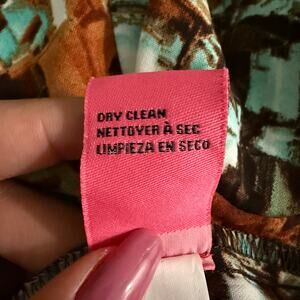 DRY CLEAN
NETTOYER À SEC
LIMPIEZA EN SECO